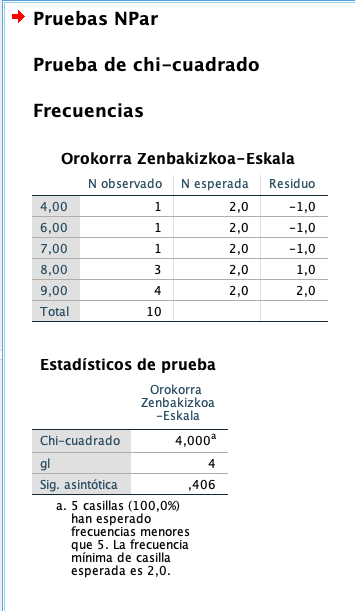 Pruebas NPar
Prueba de chi-cuadrado
Frecuencias
Orokorra Zenbakizkoa-Eskala
N observado N esperada Residuo
4,00 1 2,0 -1,0
6,00 1 2,0 -1,0
7,00 1 2,0 -1,0
8,00 3 2,0 1,0
9,00 4 2,0 2,0
Total 10
Estadísticos de prueba
Orokorra
Zenbakizkoa
-Eskala
Chi-cuadrado 4,000a
gl 4
Sig. asintótica ,406
a. 5 casillas (100,0%)
han esperado
frecuencias menores
que 5. La frecuencia
mínima de casilla
esperada es 2,0.